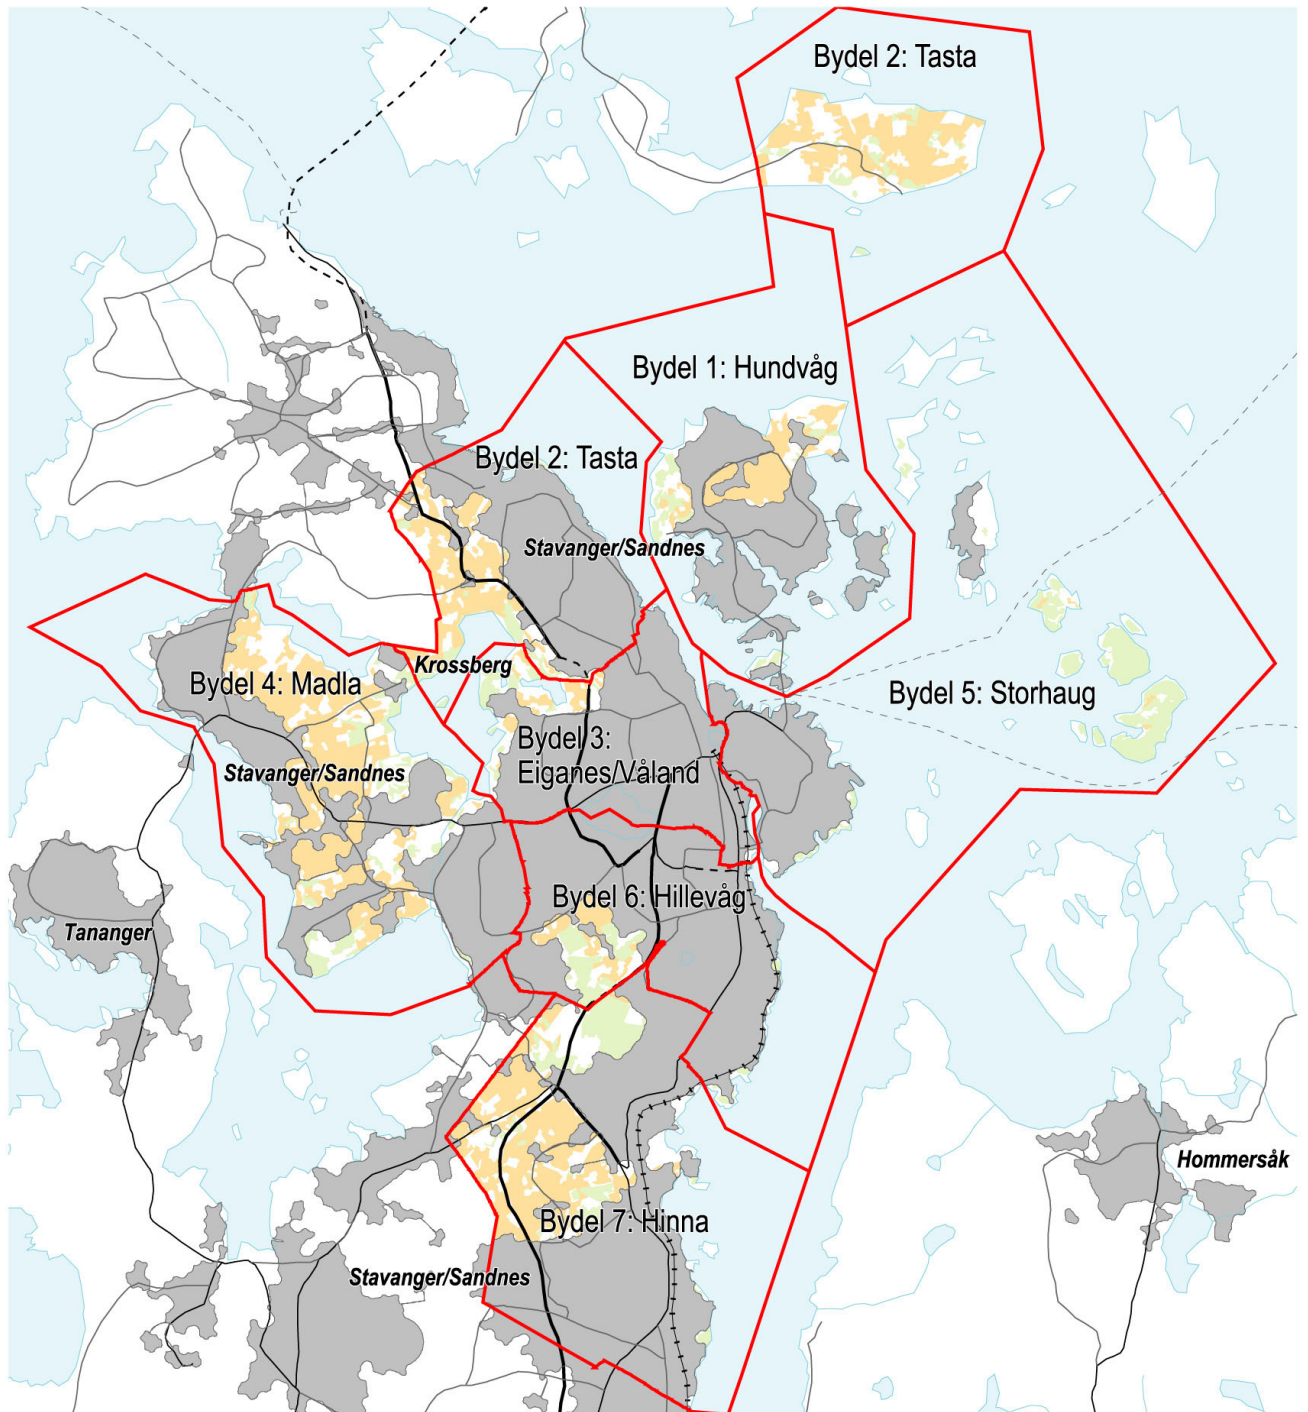 Bydel 2: Tasta
Bydel 1: Hundvåg
Bydel 2: Tasta
Stavanger/Sandnes
Krossberg
Bydel 4: Madla
Bydel 5: Storhaug
Bydel 3:
Eiganes/Våland
Stavanger/Sandnes
Bydel 6: Hillevåg
Tananger
Hommersåk
Bydel 7: Hinna
Stavanger/Sandnes